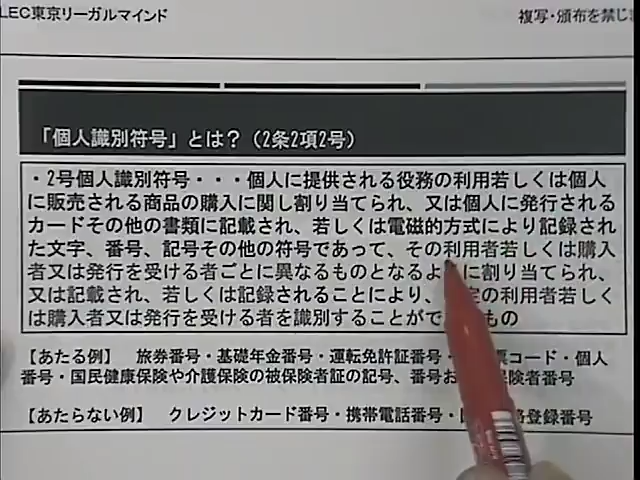 LEC東京リーガルマインド
複写・頒布を禁じ
「個人識別符号」とは？（2条2項2号）
・2号個人識別符号・・・個人に提供される役務の利用若しくは個人
に販売される商品の購入に関し割り当てられ、又は個人に発行される
カードその他の書類に記載され、若しくは電磁的方式により記録され
た文字、番号、記号その他の符号であって、その利用者若しくは購入
者又は発行を受ける者ごとに異なるものとなるよ に割り当てられ、
又は記載され、若しくは記録されることにより、 定の利用者若しく
は購入者又は発行を受ける者を識別することがで もの
【あたる例】 旅券番号・基礎年金番号・運転免許証番号・ 票コード・個人
番号・国民健康保険や介護保険の被保険者証の記号、番号お 保険者番号
【あたらない例】 クレジットカード番号・携帯電話番号・ 登録番号